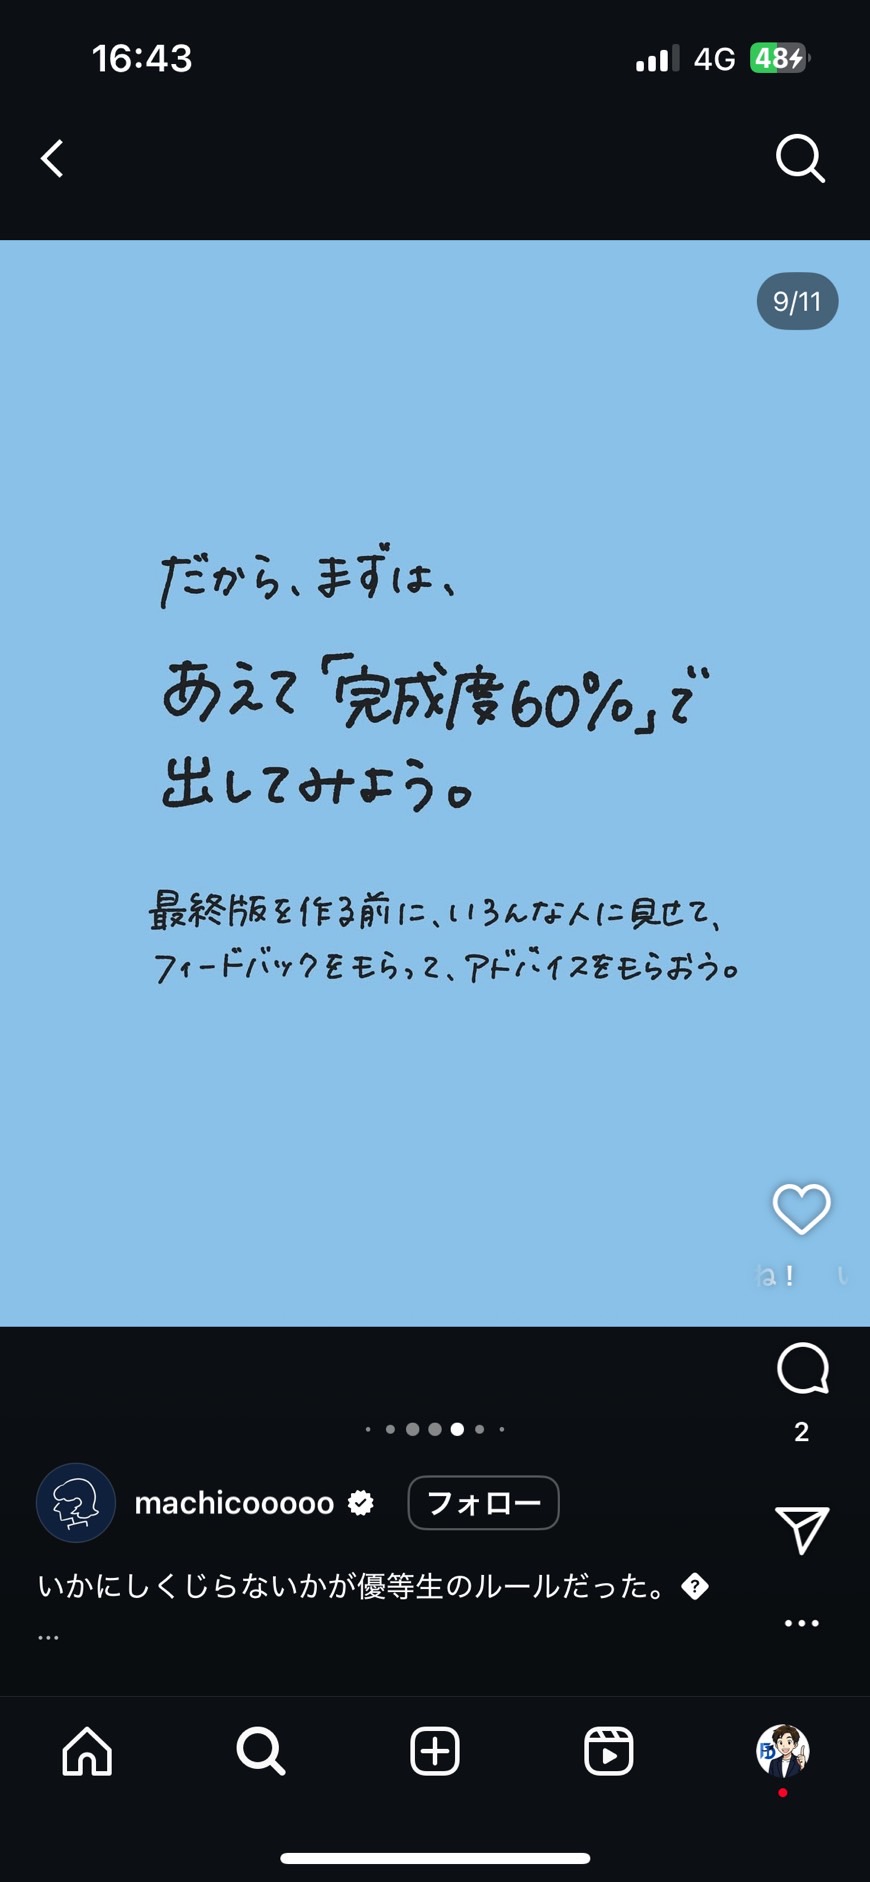 16:43
4G 48
9/11
だから、まずは、
あえて「完成度60%」で
出してみよう。
最終版を作る前に、いろんな人に見せて、
フィードバックをもらって、アドバイスをもらおう。
ね！
2
machicooooo フォロー
いかにしくじらないかが優等生のルールだった。
…